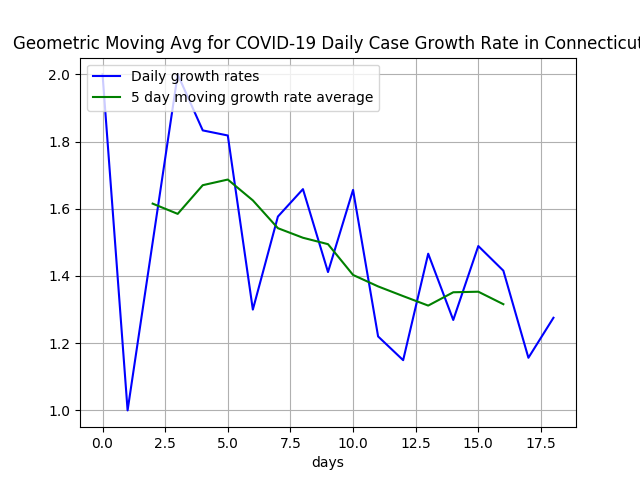 Geometric Moving Avg for COVID-19 Daily Case Growth Rate in Connecticut
Daily growth rates
5 day moving growth rate average
2.0
1.8
1.6
1.4
1.2
1.0
0.0 2.5 5.0 7.5 10.0 12.5 15.0 17.5
days